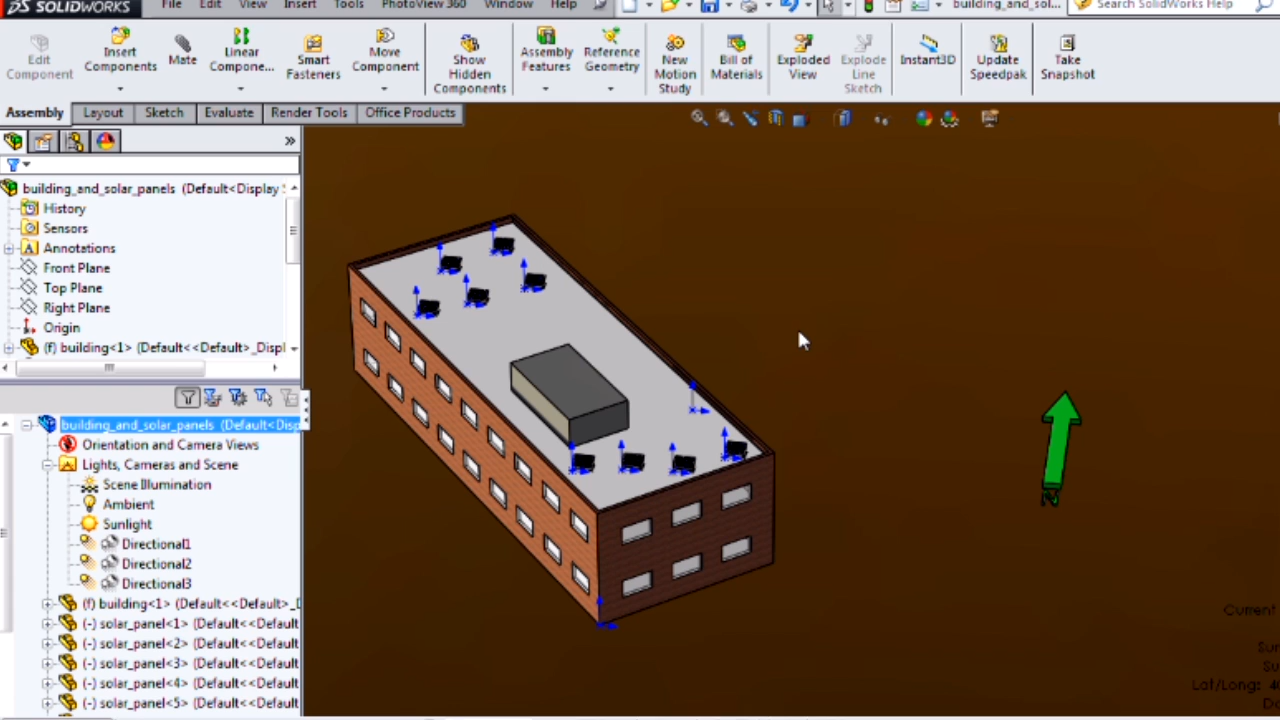 SOLIDWORKS
File Edit View Insert Tools PhotoView 360 Window Help building_and_sol... Search SolidWorks Help
Edit Component
Insert Components
Mate
Linear Compone...
Smart Fasteners
Move Component
Show Hidden Components
Assembly Features
Reference Geometry
New Motion Study
Bill of Materials
Exploded View
Explode Line Sketch
Instant3D
Update Speedpak
Take Snapshot
Assembly Layout Sketch Evaluate Render Tools Office Products
building_and_solar_panels (Default<Display
History
Sensors
Annotations
Front Plane
Top Plane
Right Plane
Origin
(f) building<1> (Default<<Default>_Displ
building_and_solar_panels (Default<Disp
Orientation and Camera Views
Lights, Cameras and Scene
Scene Illumination
Ambient
Sunlight
Directional1
Directional2
Directional3
(f) building<1> (Default<<Default>_D
(-) solar_panel<1> (Default<<Default
(-) solar_panel<2> (Default<<Default
(-) solar_panel<3> (Default<<Default
(-) solar_panel<4> (Default<<Default
(-) solar_panel<5> (Default<<Default
N
Current
Lat/Long: